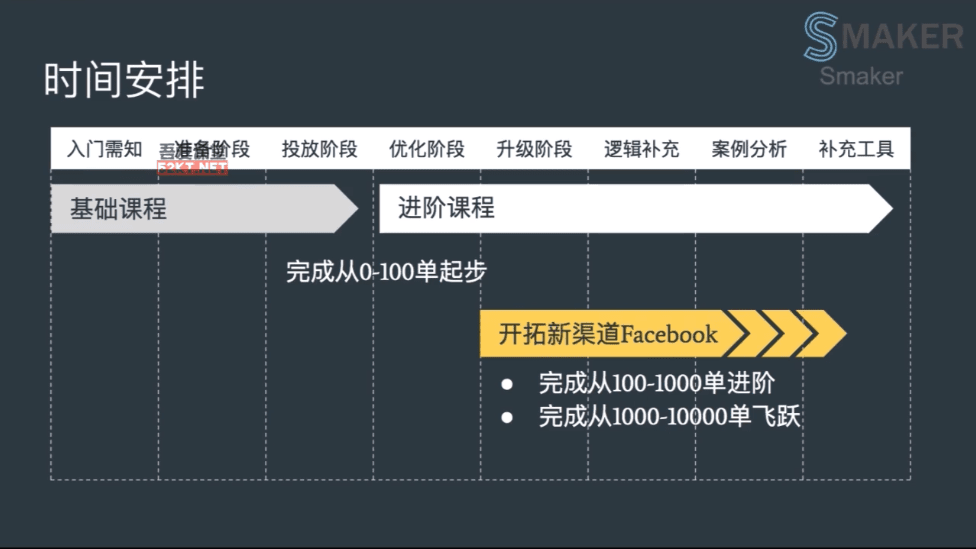 SMAKER
Smaker
时间安排
入门需知 准备阶段 投放阶段 优化阶段 升级阶段 逻辑补充 案例分析 补充工具
52KT.NET
基础课程 进阶课程
完成从0-100单起步
开拓新渠道Facebook
● 完成从100-1000单进阶
● 完成从1000-10000单飞跃